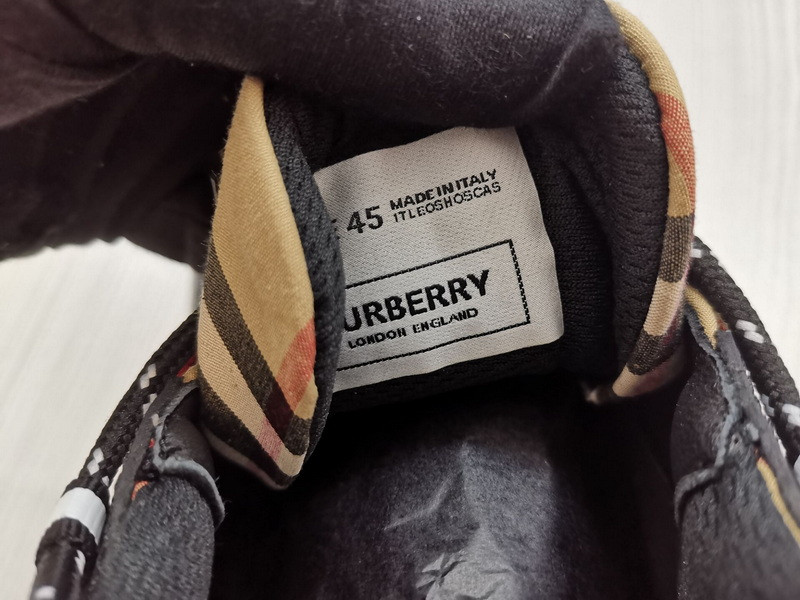 45 MADE IN ITALY
ITLEOSHOSCAS
URBERRY
LONDON ENGLAND